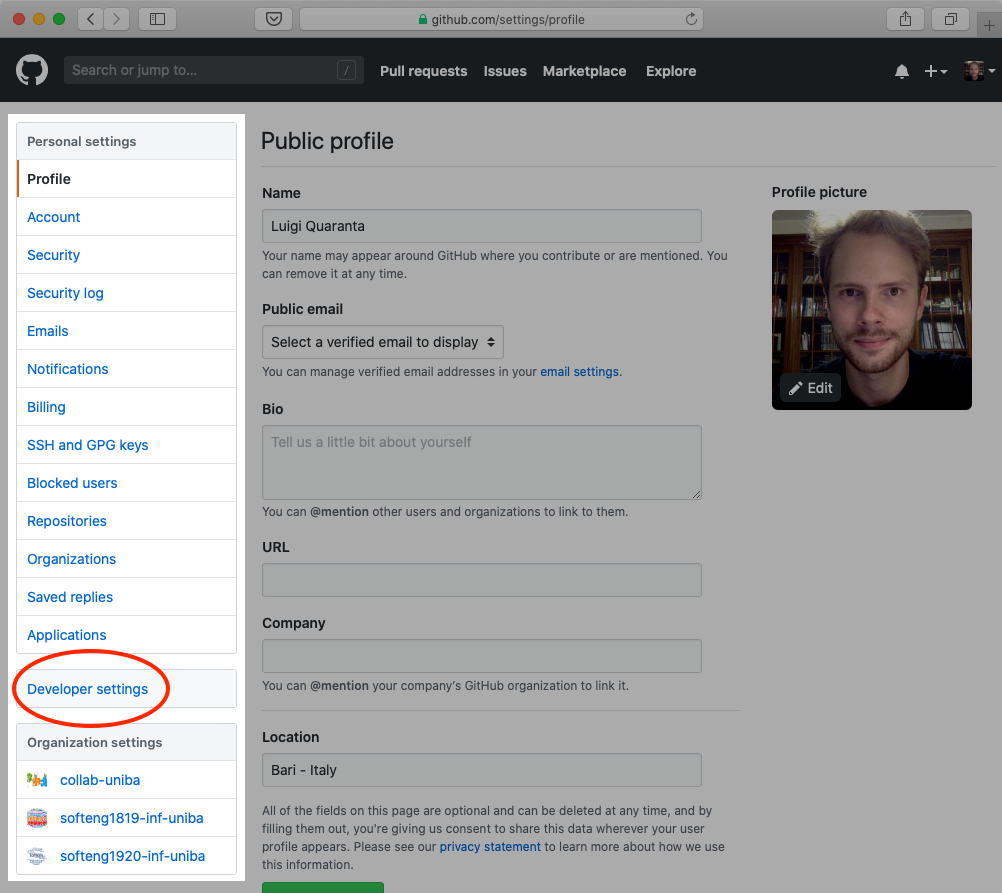 github.com/settings/profile
Search or jump to…
/
Pull requests
Issues
Marketplace
Explore
Personal settings
Profile
Account
Security
Security log
Emails
Notifications
Billing
SSH and GPG keys
Blocked users
Repositories
Organizations
Saved replies
Applications
Developer settings
Organization settings
collab-uniba
softeng1819-inf-uniba
softeng1920-inf-uniba
Public profile
Name
Luigi Quaranta
Your name may appear around GitHub where you contribute or are mentioned. You
can remove it at any time.
Public email
Select a verified email to display
You can manage verified email addresses in your email settings.
Bio
Tell us a little bit about yourself
You can @mention other users and organizations to link to them.
URL
Company
You can @mention your company’s GitHub organization to link it.
Location
Bari - Italy
All of the fields on this page are optional and can be deleted at any time, and by
filling them out, you're giving us consent to share this data wherever your user
profile appears. Please see our privacy statement to learn more about how we use
this information.
Profile picture
Edit